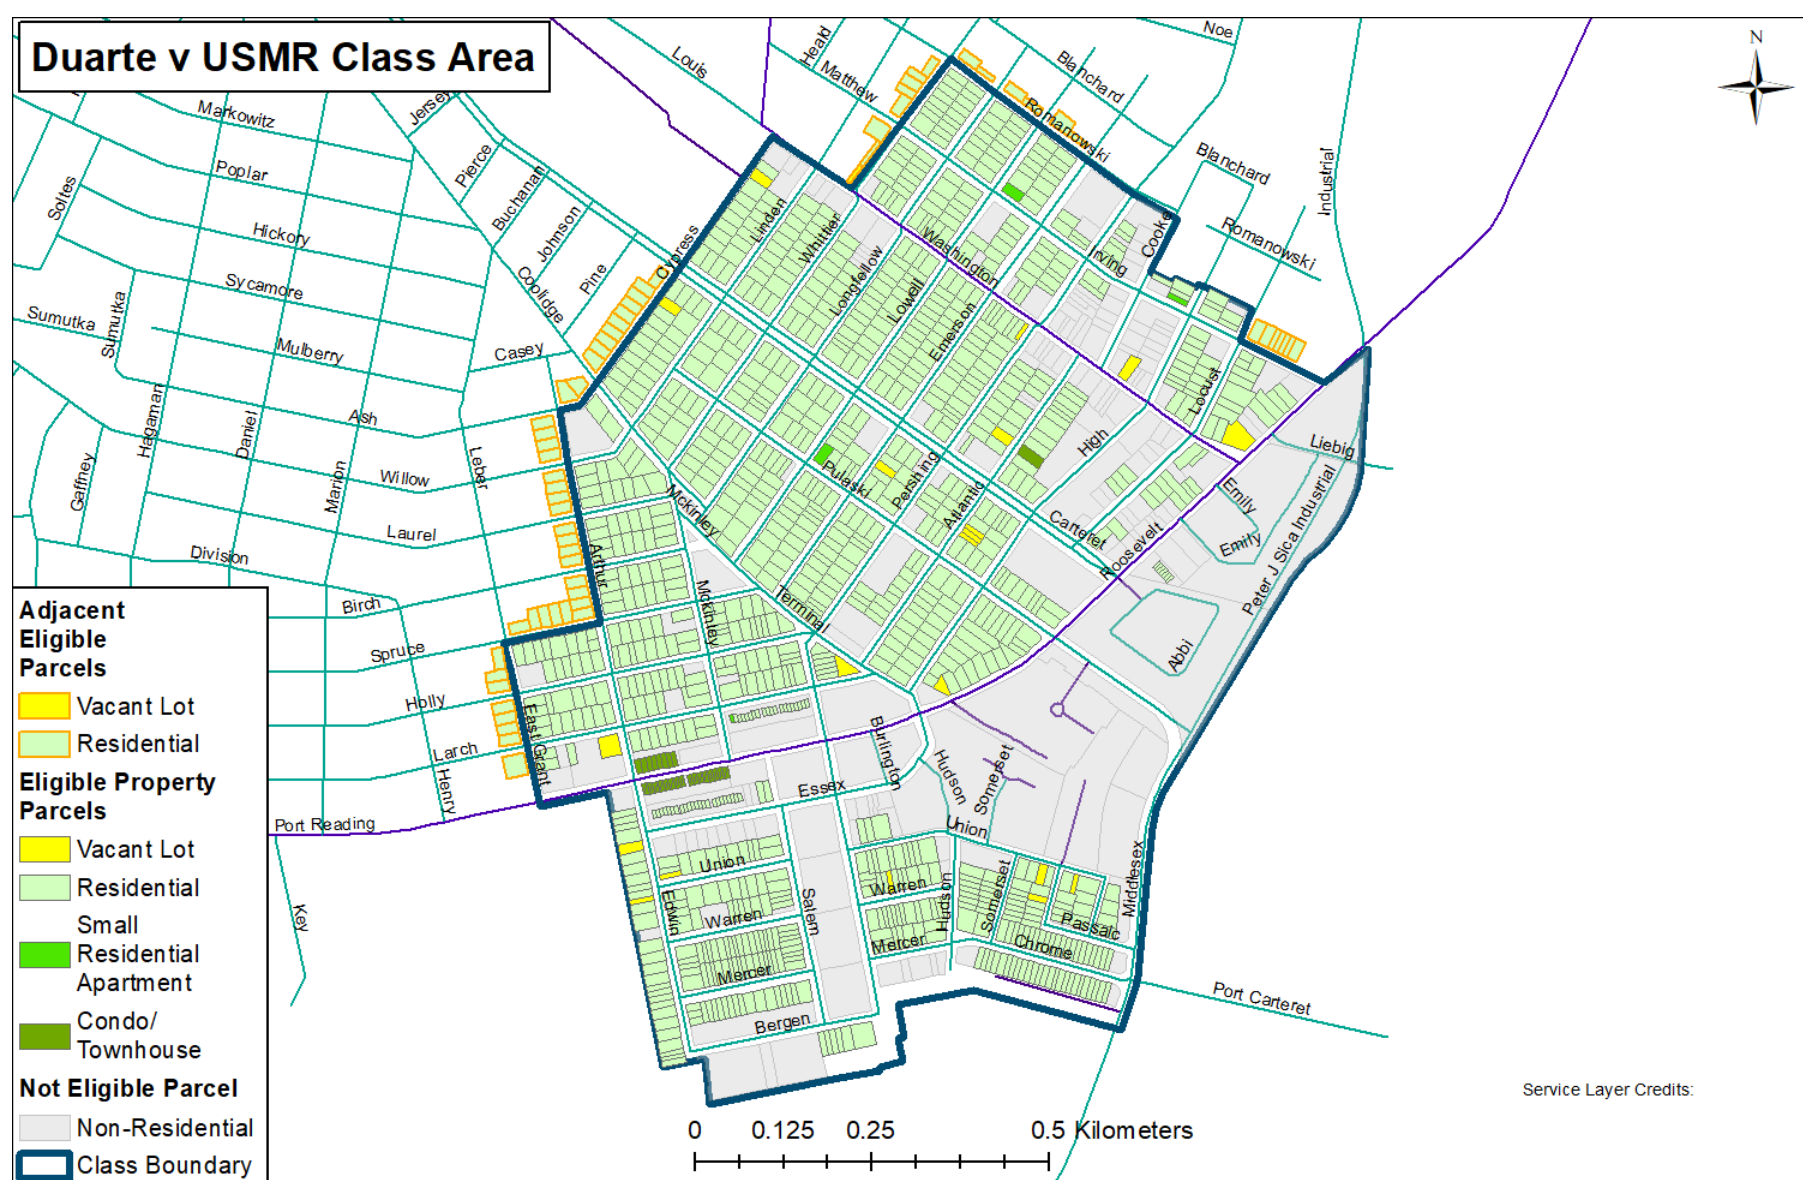 Duarte v USMR Class Area
N
Noe
Heald
Louis
Matthew
Blanchard
Jersey
Markowitz
Romanowski
Pierce
Poplar
Blanchard
Industrial
Soltes
Buchanan
Johnson
Linden
Whittier
Cooke
Hickory
Cypress
Washington
Romanowski
Irving
Pine
Longfellow
Coolidge
Sycamore
Lowell
Sumutka
Sumutka
Emerson
Mulberry
Casey
Locust
Ash
Hagaman
Daniel
High
Liebig
Leber
Willow
Pulaski
Pershing
Gaffney
Marion
Mckinley
Atlantic
Emily
Peter J Sica Industrial
Laurel
Carteret
Roosevelt
Emily
Division
Arthur
Mckinley
Birch
Terminal
Spruce
Abbi
Holly
East Grant
Larch
Burlington
Henry
Hudson
Somerset
Essex
Port Reading
Union
Union
Middlesex
Warren
Hudson
Somerset
Key
Edwin
Warren
Salem
Passaic
Mercer
Chrome
Mercer
Port Carteret
Bergen
Adjacent
Eligible
Parcels
Vacant Lot
Residential
Eligible Property
Parcels
Vacant Lot
Residential
Small
Residential
Apartment
Condo/
Townhouse
Not Eligible Parcel
Non-Residential
Class Boundary
Service Layer Credits:
0 0.125 0.25 0.5 Kilometers